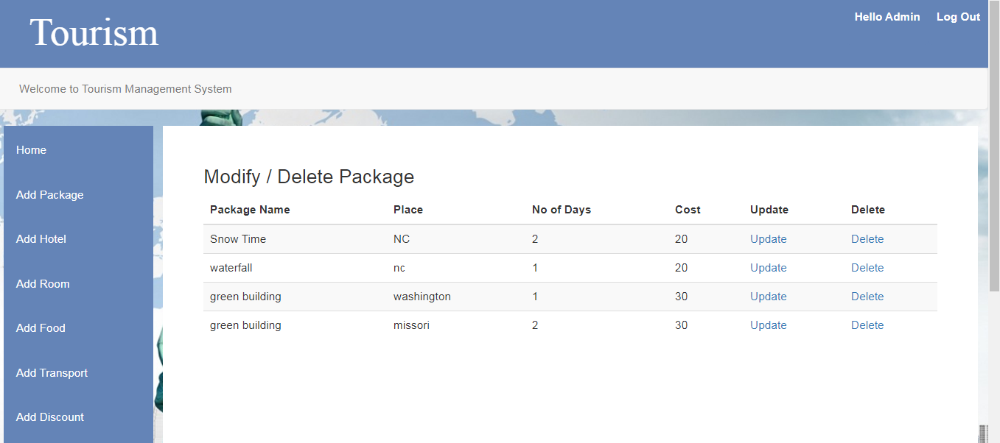 Tourism
Hello Admin Log Out
Welcome to Tourism Management System
Home
Add Package
Add Hotel
Add Room
Add Food
Add Transport
Add Discount
Modify / Delete Package
Package Name Place No of Days Cost Update Delete
Snow Time NC 2 20 Update Delete
waterfall nc 1 20 Update Delete
green building washington 1 30 Update Delete
green building missori 2 30 Update Delete